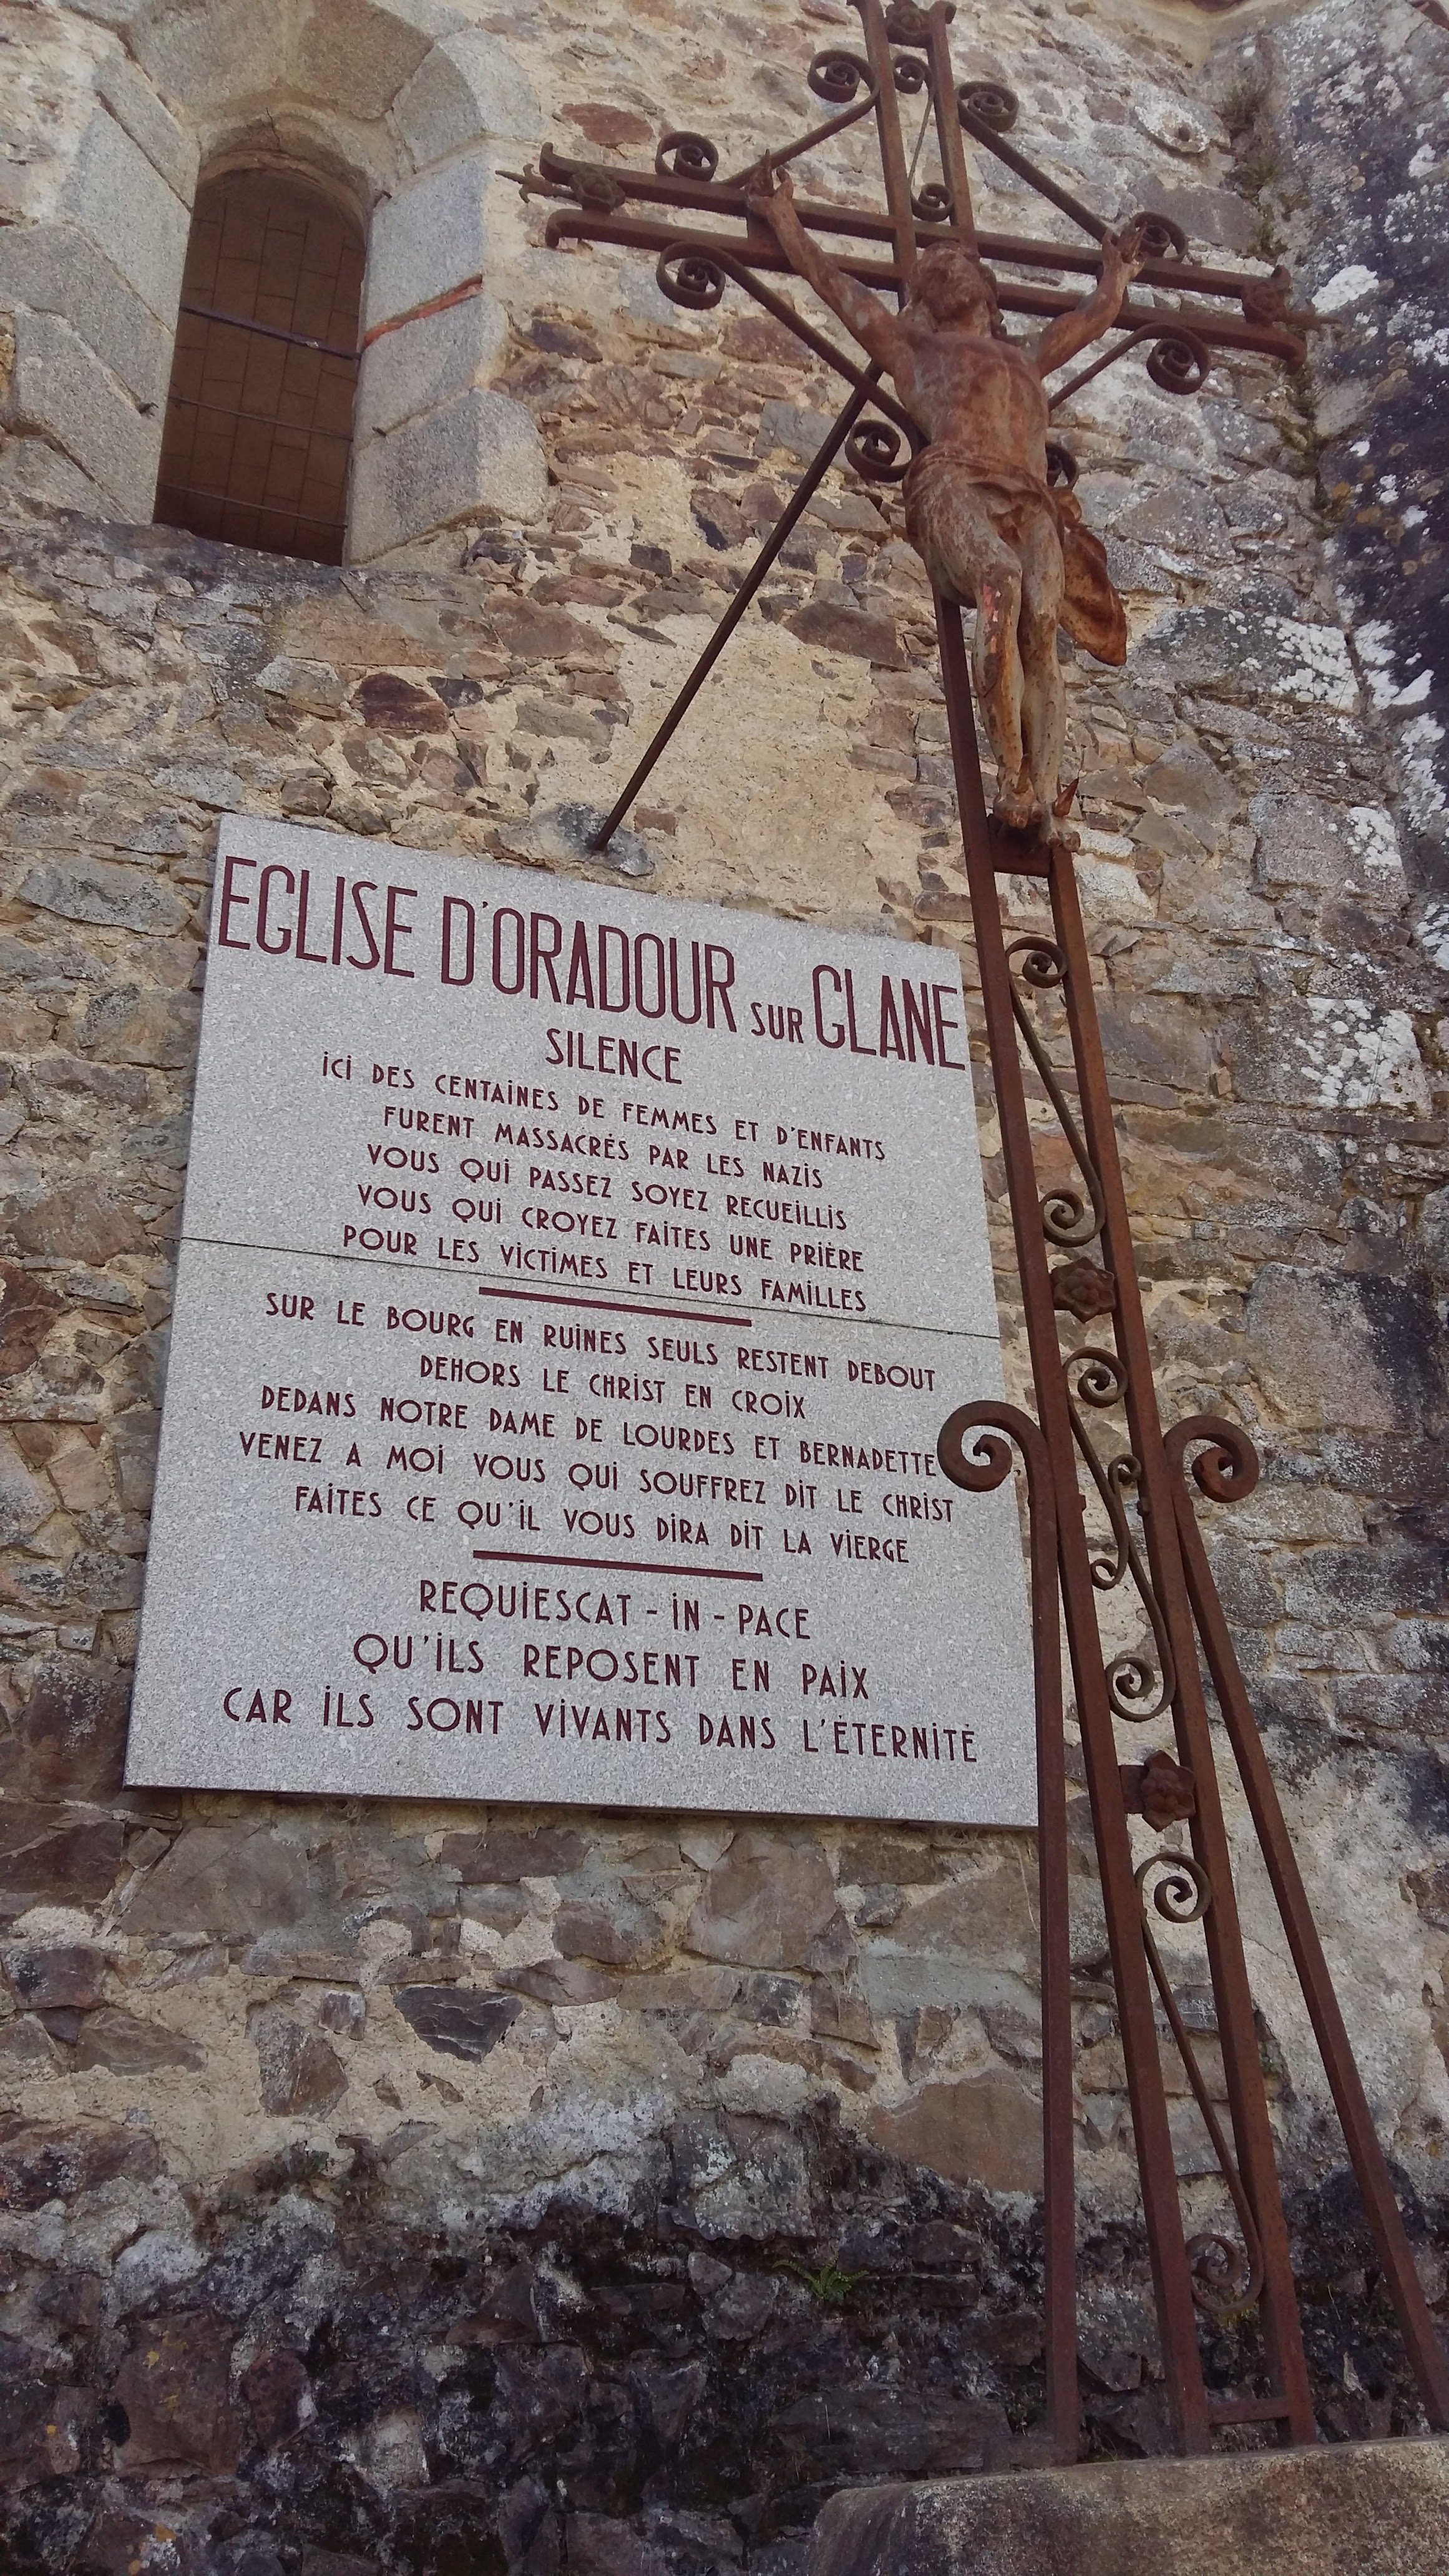 EGLISE D'ORADOUR SUR GLANE
SILENCE
iCi DES CENTAiNES DE FEMMES ET D'ENFANTS
FURENT MASSACRÉS PAR LES NAZiS
VOUS QUi PASSEZ SOYEZ RECUEiLLiS
VOUS QUi CROYEZ FAiTES UNE PRiÈRE
POUR LES ViCTiMES ET LEURS FAMiLLES
SUR LE BOURG EN RUiNES SEULS RESTENT DEBOUT
DEHORS LE CHRiST EN CROiX
DEDANS NOTRE DAME DE LOURDES ET BERNADETTE
VENEZ A MOi VOUS QUi SOUFFREZ DiT LE CHRiST
FAiTES CE QU'iL VOUS DiRA DiT LA ViERGE
REQUiESCAT - iN - PACE
QU'iLS REPOSENT EN PAiX
CAR iLS SONT ViVANTS DANS L'ÉTERNiTÉ